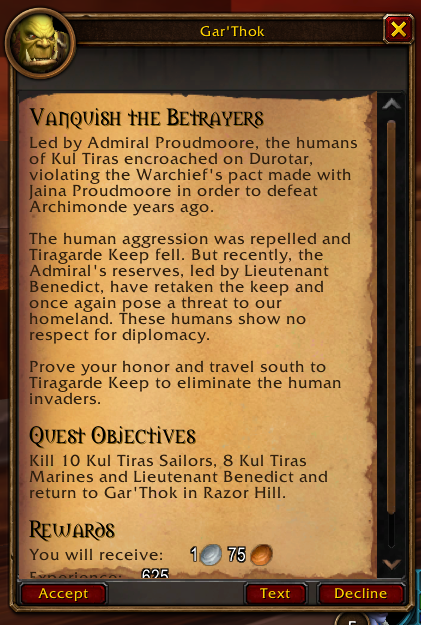 Gar'Thok
Vanquish the Betrayers
Led by Admiral Proudmoore, the humans
of Kul Tiras encroached on Durotar,
violating the Warchief's pact made with
Jaina Proudmoore in order to defeat
Archimonde years ago.
The human aggression was repelled and
Tiragarde Keep fell. But recently, the
Admiral's reserves, led by Lieutenant
Benedict, have retaken the keep and
once again pose a threat to our
homeland. These humans show no
respect for diplomacy.
Prove your honor and travel south to
Tiragarde Keep to eliminate the human
invaders.
Quest Objectives
Kill 10 Kul Tiras Sailors, 8 Kul Tiras
Marines and Lieutenant Benedict and
return to Gar'Thok in Razor Hill.
Rewards
You will receive: 1 75
Experience: 625
Accept Text Decline